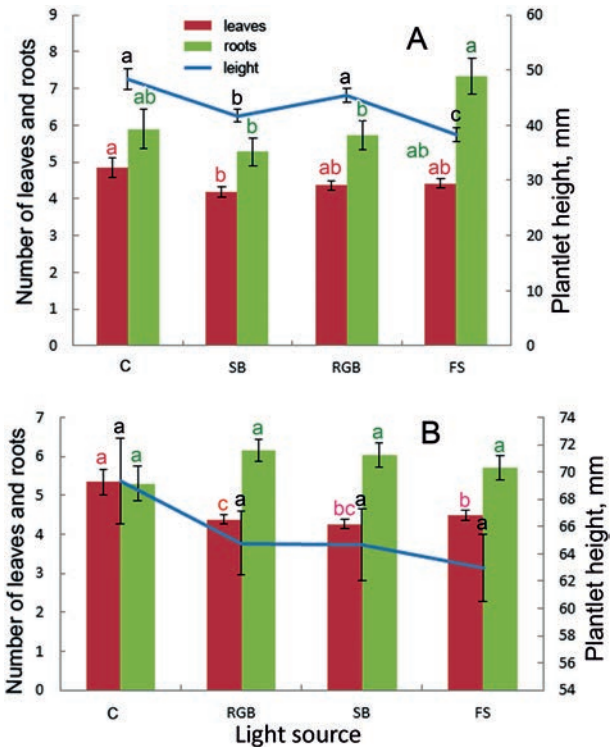 9
8
7
6
5
4
3
2
1
0
Number of leaves and roots
leaves
roots
leight
A
a
ab
a
b
b
b
a
b
ab
c
a
ab
ab
60
50
40
30
20
10
0
Plantlet height, mm
C SB RGB FS
7
6
5
4
3
2
1
0
Number of leaves and roots
B
a
a
a
c
a
a
bc
a
a
b
a
a
74
72
70
68
66
64
62
60
58
56
54
Plantlet height, mm
C RGB SB FS
Light source